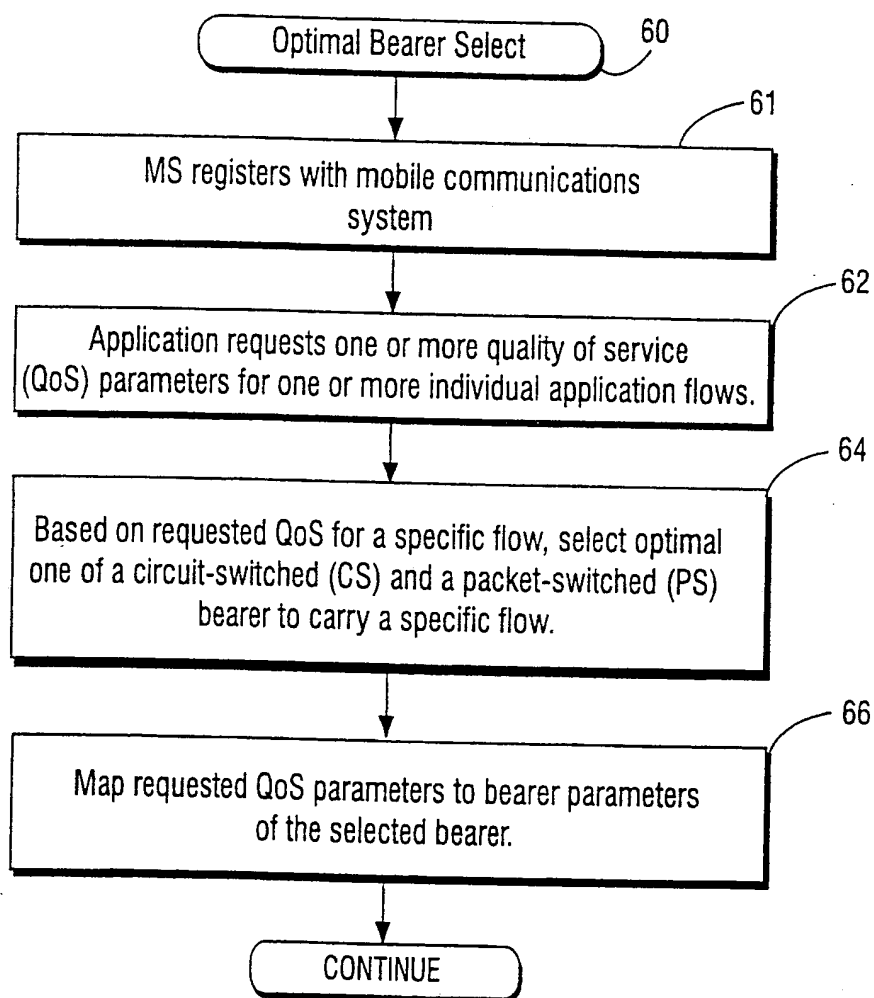 Optimal Bearer Select
60
61
MS registers with mobile communications
system
62
Application requests one or more quality of service
(QoS) parameters for one or more individual application flows.
64
Based on requested QoS for a specific flow, select optimal
one of a circuit-switched (CS) and a packet-switched (PS)
bearer to carry a specific flow.
66
Map requested QoS parameters to bearer parameters
of the selected bearer.
CONTINUE